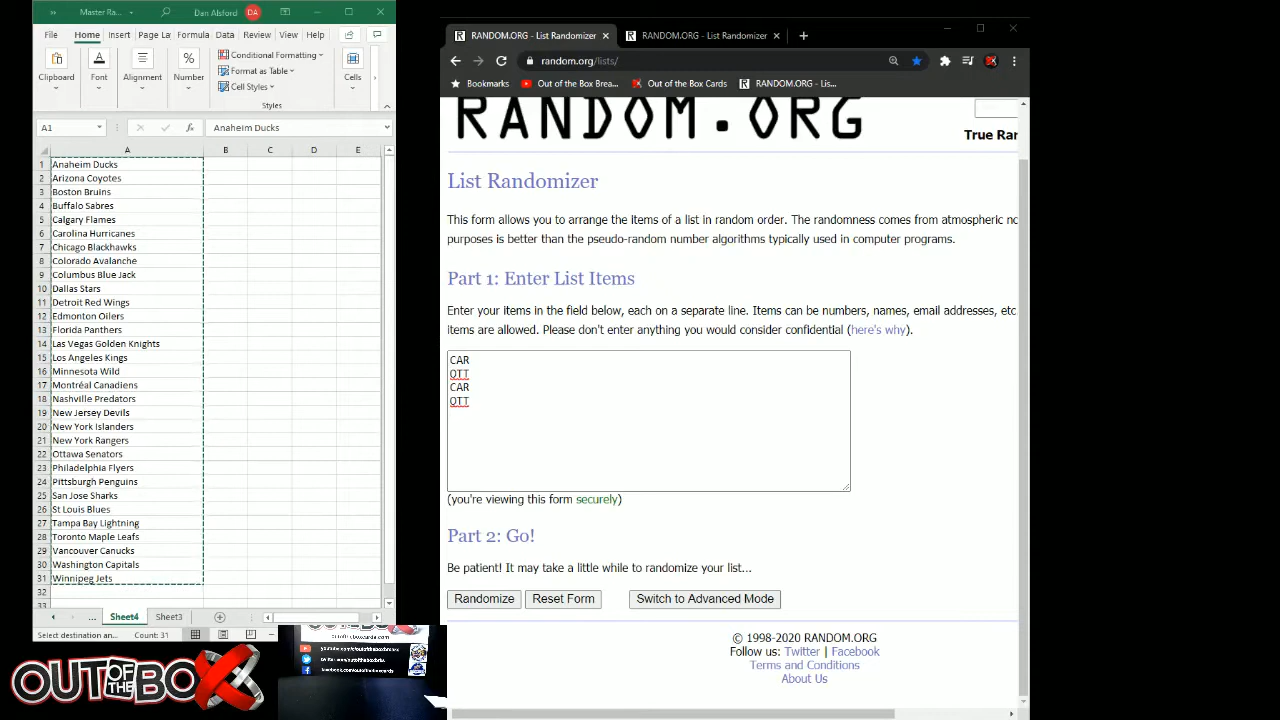 Master Ra...
Dan Alsford
DA
File
Home
Insert
Page La
Formula
Data
Review
View
Help
Clipboard
Font
Alignment
Number
Conditional Formatting
Format as Table
Cell Styles
Styles
Cells
A1
fx
Anaheim Ducks
A
B
C
D
E
1 Anaheim Ducks
2 Arizona Coyotes
3 Boston Bruins
4 Buffalo Sabres
5 Calgary Flames
6 Carolina Hurricanes
7 Chicago Blackhawks
8 Colorado Avalanche
9 Columbus Blue Jack
10 Dallas Stars
11 Detroit Red Wings
12 Edmonton Oilers
13 Florida Panthers
14 Las Vegas Golden Knights
15 Los Angeles Kings
16 Minnesota Wild
17 Montréal Canadiens
18 Nashville Predators
19 New Jersey Devils
20 New York Islanders
21 New York Rangers
22 Ottawa Senators
23 Philadelphia Flyers
24 Pittsburgh Penguins
25 San Jose Sharks
26 St Louis Blues
27 Tampa Bay Lightning
28 Toronto Maple Leafs
29 Vancouver Canucks
30 Washington Capitals
31 Winnipeg Jets
32
33
...
Sheet4
Sheet3
Select destination an...
Count: 31
OUT OF THE BOX
outoftheboxcards.com
RANDOM.ORG - List Randomizer
RANDOM.ORG - List Randomizer
random.org/lists/
Bookmarks
Out of the Box Brea...
Out of the Box Cards
RANDOM.ORG - Lis...
RANDOM.ORG
True Ran
List Randomizer
This form allows you to arrange the items of a list in random order. The randomness comes from atmospheric no
purposes is better than the pseudo-random number algorithms typically used in computer programs.
Part 1: Enter List Items
Enter your items in the field below, each on a separate line. Items can be numbers, names, email addresses, etc
items are allowed. Please don't enter anything you would consider confidential (here's why).
CAR
OTT
CAR
OTT
(you're viewing this form securely)
Part 2: Go!
Be patient! It may take a little while to randomize your list...
Randomize
Reset Form
Switch to Advanced Mode
© 1998-2020 RANDOM.ORG
Follow us: Twitter | Facebook
Terms and Conditions
About Us